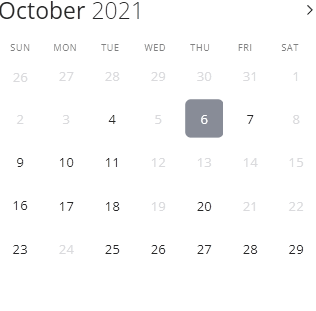 October 2021
SUN MON TUE WED THU FRI SAT
26 27 28 29 30 31 1
2 3 4 5 6 7 8
9 10 11 12 13 14 15
16 17 18 19 20 21 22
23 24 25 26 27 28 29